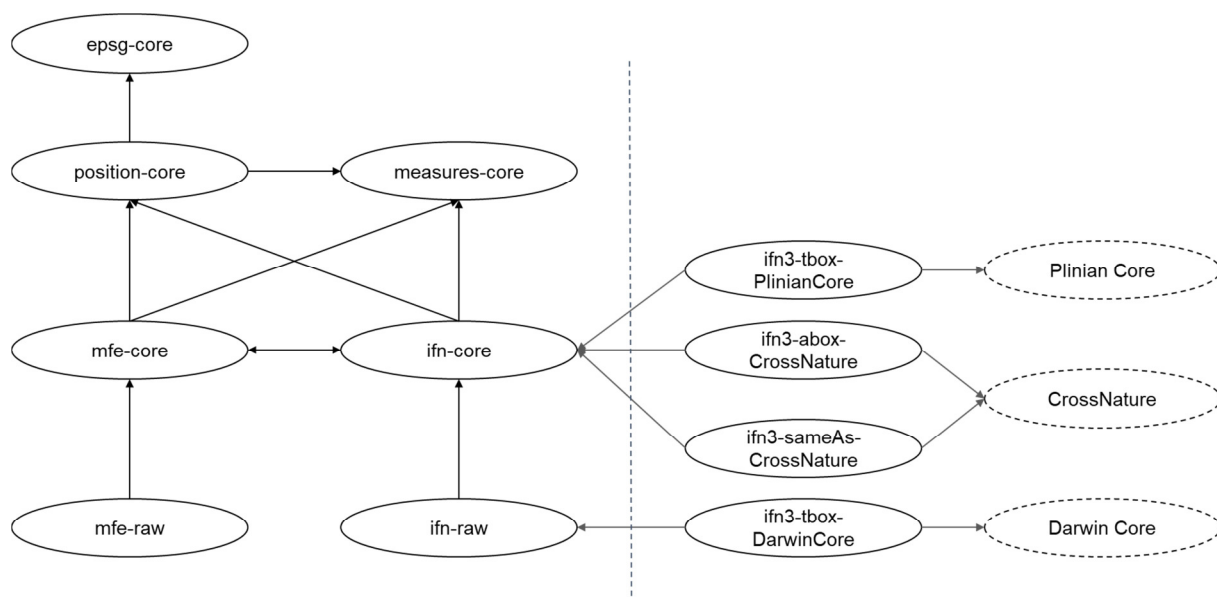 epsg-core
position-core
measures-core
ifn3-tbox-
PlinianCore
Plinian Core
mfe-core
ifn-core
ifn3-abox-
CrossNature
CrossNature
ifn3-sameAs-
CrossNature
mfe-raw
ifn-raw
ifn3-tbox-
DarwinCore
Darwin Core